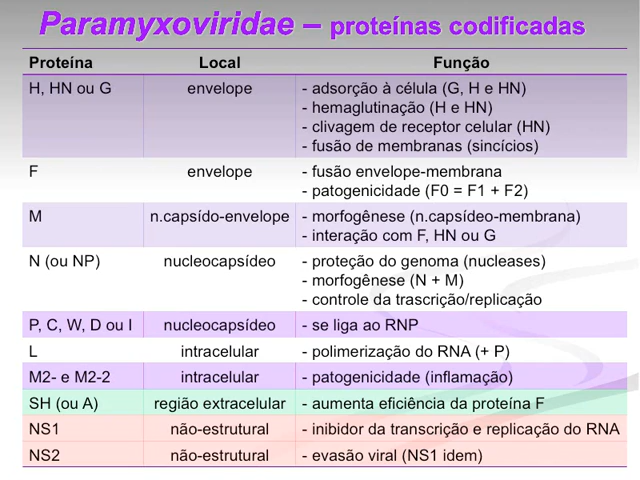 Paramyxoviridae – proteínas codificadas
Proteína Local Função
H, HN ou G envelope - adsorção à célula (G, H e HN)
- hemaglutinação (H e HN)
- clivagem de receptor celular (HN)
- fusão de membranas (sincícios)
F envelope - fusão envelope-membrana
- patogenicidade (F0 = F1 + F2)
M n.capsído-envelope - morfogênese (n.capsídeo-membrana)
- interação com F, HN ou G
N (ou NP) nucleocapsídeo - proteção do genoma (nucleases)
- morfogênese (N + M)
- controle da trascrição/replicação
P, C, W, D ou I nucleocapsídeo - se liga ao RNP
L intracelular - polimerização do RNA (+ P)
M2- e M2-2 intracelular - patogenicidade (inflamação)
SH (ou A) região extracelular - aumenta eficiência da proteína F
NS1 não-estrutural - inibidor da transcrição e replicação do RNA
NS2 não-estrutural - evasão viral (NS1 idem)